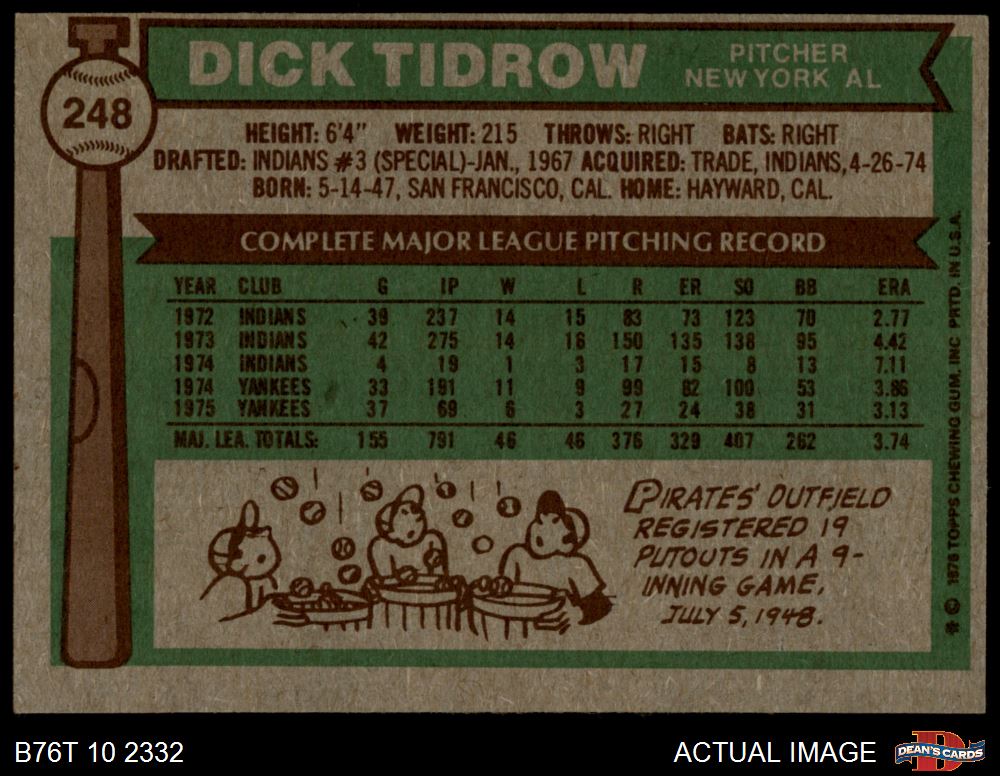 DICK TIDROW
PITCHER
NEW YORK AL
248
HEIGHT: 6'4" WEIGHT: 215 THROWS: RIGHT BATS: RIGHT
DRAFTED: INDIANS #3 (SPECIAL)-JAN., 1967 ACQUIRED: TRADE, INDIANS, 4-26-74
BORN: 5-14-47, SAN FRANCISCO, CAL. HOME: HAYWARD, CAL.
COMPLETE MAJOR LEAGUE PITCHING RECORD
YEAR CLUB G IP W L R ER SO BB ERA
1972 INDIANS 39 237 14 15 83 73 123 70 2.77
1973 INDIANS 42 275 14 16 150 135 138 95 4.42
1974 INDIANS 4 19 1 3 17 15 8 13 7.11
1974 YANKEES 33 191 11 9 99 82 100 53 3.86
1975 YANKEES 37 69 6 3 27 24 38 31 3.13
MAJ. LEA. TOTALS: 155 791 46 46 376 329 407 262 3.74
PIRATES' OUTFIELD
REGISTERED 19
PUTOUTS IN A 9-
INNING GAME,
JULY 5, 1948.
* © 1976 TOPPS CHEWING GUM, INC PRTD. IN U.S.A.
B76T 10 2332
ACTUAL IMAGE
DEAN'S CARDS